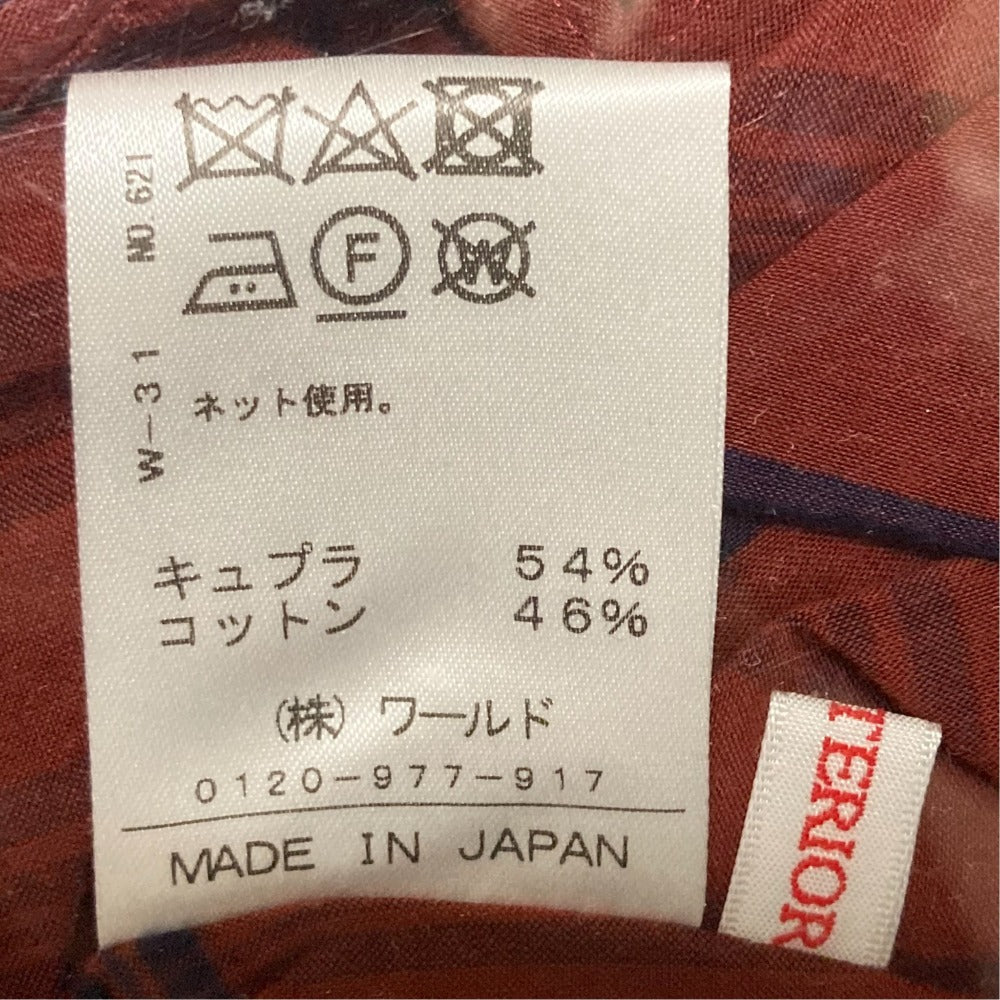 NO.621
W-31
F
W
ネット使用。
キュプラ 54%
コットン 46%
(株)ワールド
0120-977-917
MADE IN JAPAN
TERIOR